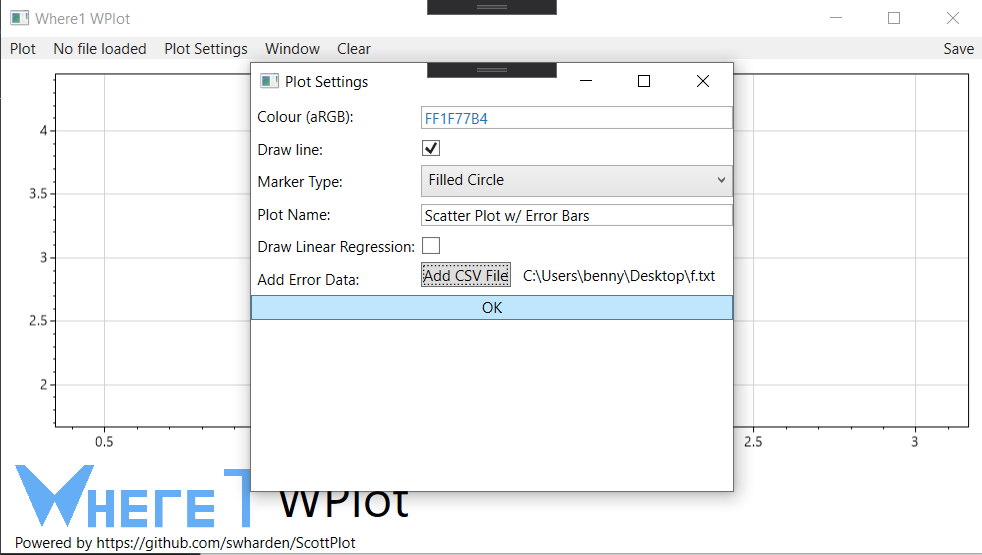 Where1 WPlot
Plot No file loaded Plot Settings Window Clear Save
Plot Settings
Colour (aRGB): FF1F77B4
Draw line:
Marker Type: Filled Circle
Plot Name: Scatter Plot w/ Error Bars
Draw Linear Regression:
Add Error Data: Add CSV File C:\Users\benny\Desktop\f.txt
OK
4
3.5
3
2.5
2
0.5 2.5 3
WHERE1 WPlot
Powered by https://github.com/swharden/ScottPlot